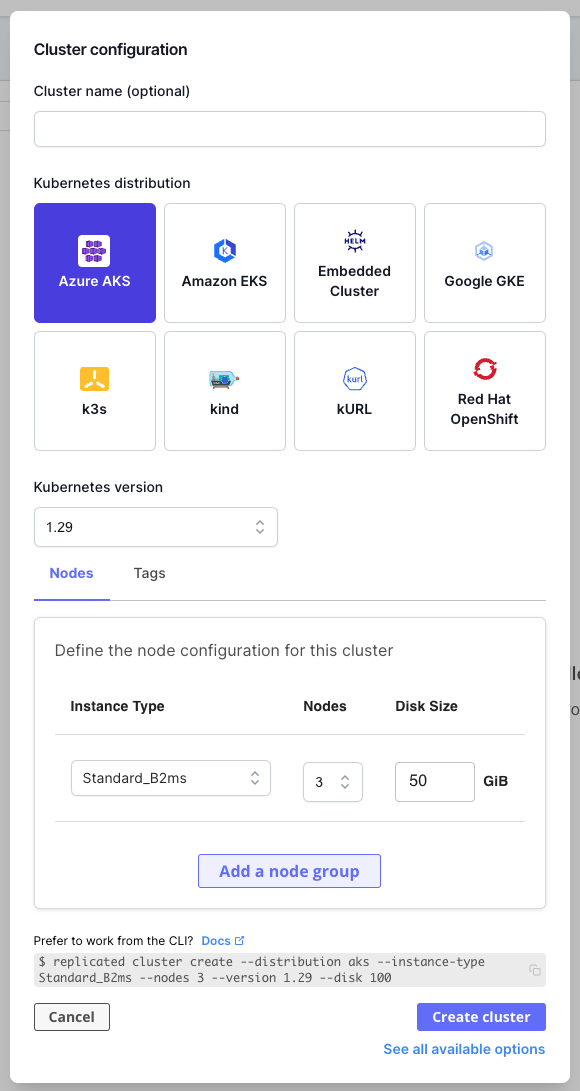 Cluster configuration
Cluster name (optional)
Kubernetes distribution
Azure AKS
Amazon EKS
HELM
Embedded
Cluster
Google GKE
k3s
kind
kurl
kURL
Red Hat
OpenShift
Kubernetes version
1.29
Nodes Tags
Define the node configuration for this cluster
Instance Type Nodes Disk Size
Standard_B2ms 3 50 GiB
Add a node group
Prefer to work from the CLI? Docs
$ replicated cluster create --distribution aks --instance-type
Standard_B2ms --nodes 3 --version 1.29 --disk 100
Cancel Create cluster
See all available options